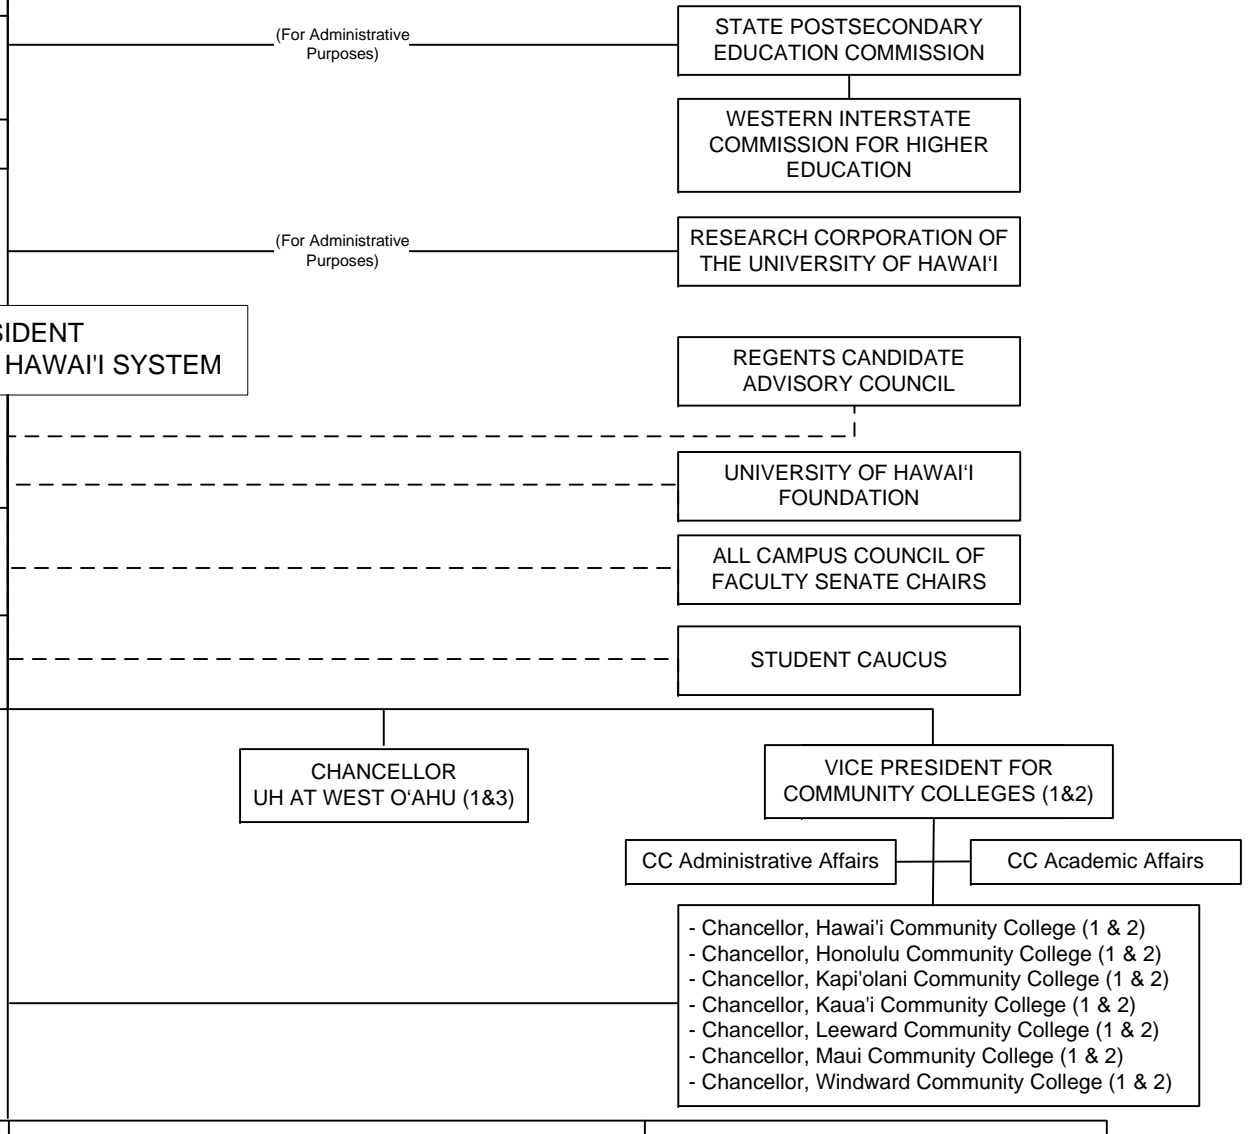 (For Administrative
Purposes)
STATE POSTSECONDARY
EDUCATION COMMISSION
WESTERN INTERSTATE
COMMISSION FOR HIGHER
EDUCATION
(For Administrative
Purposes)
RESEARCH CORPORATION OF
THE UNIVERSITY OF HAWAI‘I
SIDENT
HAWAI'I SYSTEM
REGENTS CANDIDATE
ADVISORY COUNCIL
UNIVERSITY OF HAWAI‘I
FOUNDATION
ALL CAMPUS COUNCIL OF
FACULTY SENATE CHAIRS
STUDENT CAUCUS
CHANCELLOR
UH AT WEST O‘AHU (1&3)
VICE PRESIDENT FOR
COMMUNITY COLLEGES (1&2)
CC Administrative Affairs
CC Academic Affairs
- Chancellor, Hawai'i Community College (1 & 2)
- Chancellor, Honolulu Community College (1 & 2)
- Chancellor, Kapi'olani Community College (1 & 2)
- Chancellor, Kaua'i Community College (1 & 2)
- Chancellor, Leeward Community College (1 & 2)
- Chancellor, Maui Community College (1 & 2)
- Chancellor, Windward Community College (1 & 2)